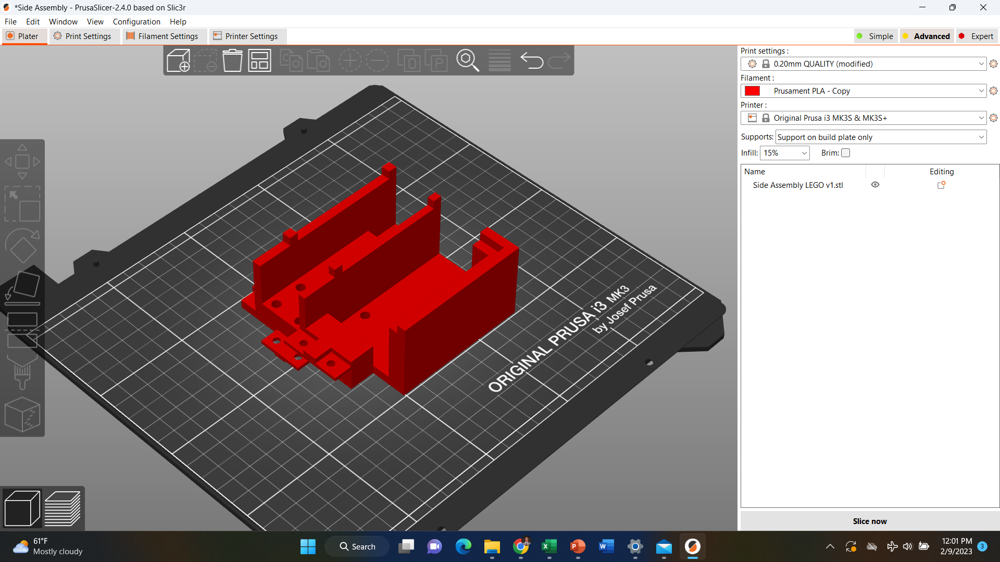 *Side Assembly - PrusaSlicer-2.4.0 based on Slic3r
File Edit Window View Configuration Help
Plater Print Settings Filament Settings Printer Settings Simple Advanced Expert
Print settings :
0.20mm QUALITY (modified)
Filament :
Prusament PLA - Copy
Printer :
Original Prusa i3 MK3S & MK3S+
Supports: Support on build plate only
Infill: 15% Brim:
Name Editing
Side Assembly LEGO v1.stl
ORIGINAL PRUSA i3 MK3
by Josef Prusa
Slice now
61°F
Mostly cloudy
Search
12:01 PM
2/9/2023
3